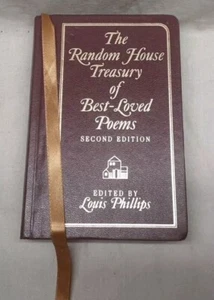 The
Random House
Treasury
of
Best-Loved
Poems
SECOND EDITION
EDITED BY
Louis Phillips